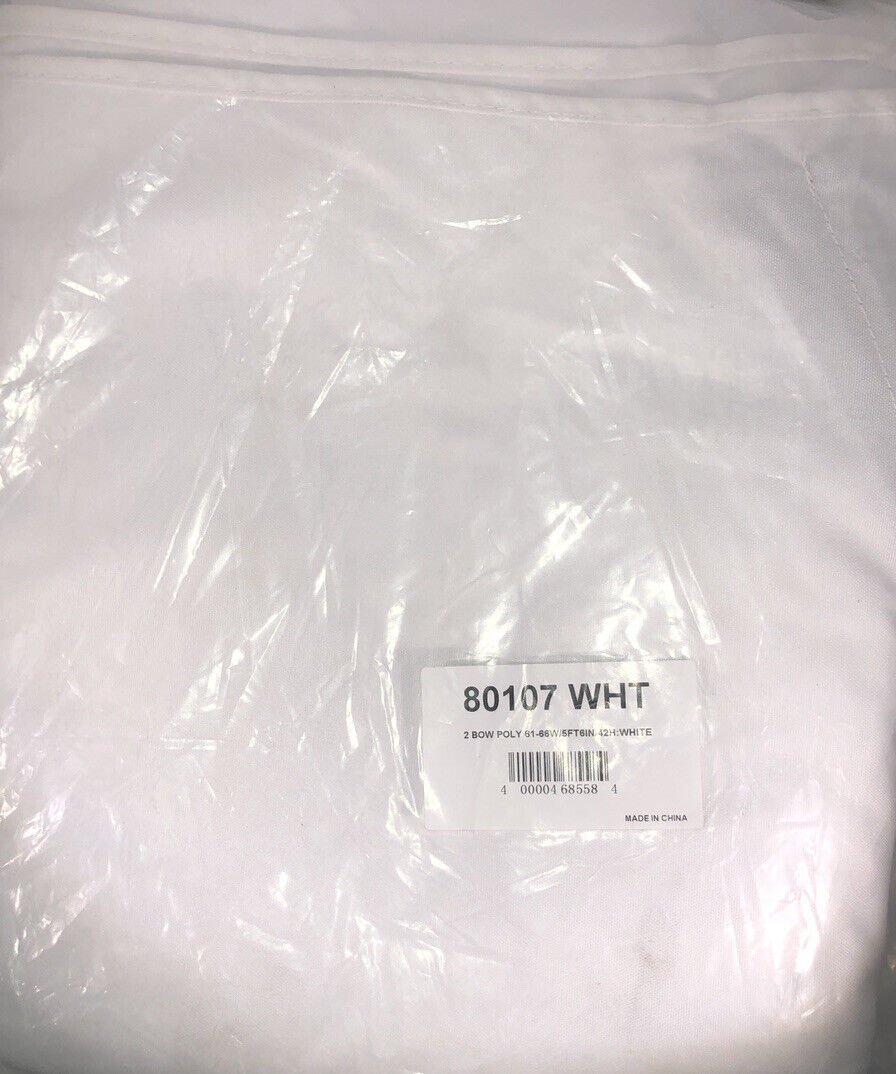 80107 WHT
2 BOW POLY 61-66W/5FT6IN/42H:WHITE
4 00004 68558 4
MADE IN CHINA